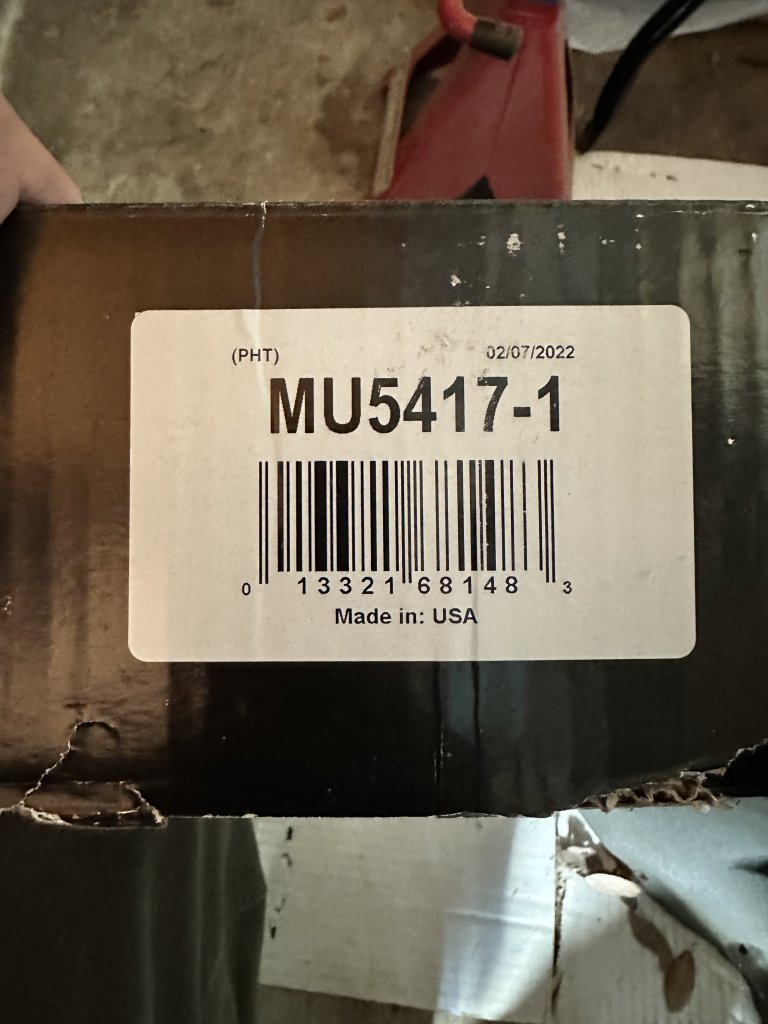 (PHT) 02/07/2022
MU5417-1
0 13321 68148 3
Made in: USA